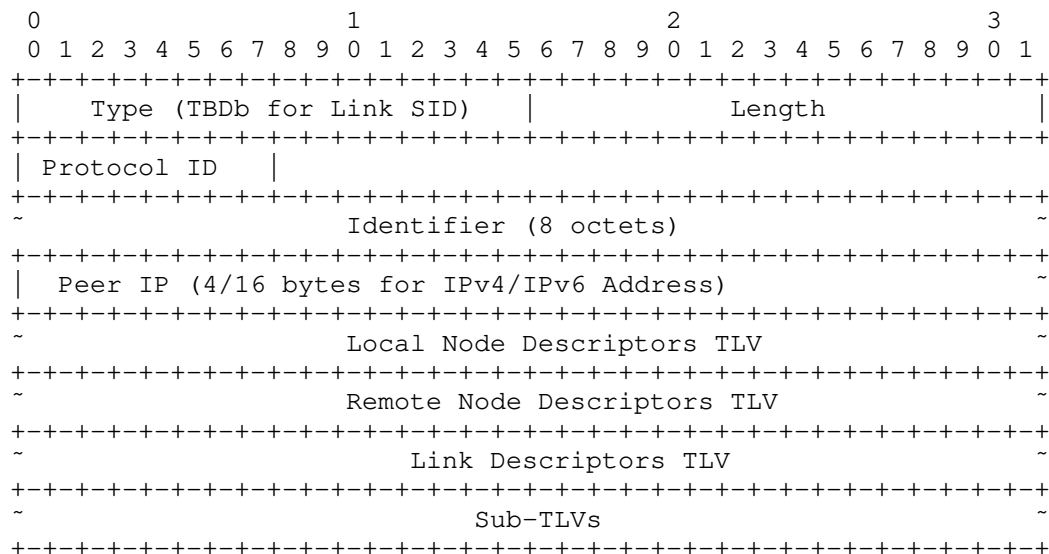 0                   1                   2                   3
 0 1 2 3 4 5 6 7 8 9 0 1 2 3 4 5 6 7 8 9 0 1 2 3 4 5 6 7 8 9 0 1
+-+-+-+-+-+-+-+-+-+-+-+-+-+-+-+-+-+-+-+-+-+-+-+-+-+-+-+-+-+-+-+-+
|    Type (TBDb for Link SID)   |            Length             |
+-+-+-+-+-+-+-+-+-+-+-+-+-+-+-+-+-+-+-+-+-+-+-+-+-+-+-+-+-+-+-+-+
| Protocol ID   |
+-+-+-+-+-+-+-+-+-+-+-+-+-+-+-+-+-+-+-+-+-+-+-+-+-+-+-+-+-+-+-+-+
~                    Identifier (8 octets)                      ~
+-+-+-+-+-+-+-+-+-+-+-+-+-+-+-+-+-+-+-+-+-+-+-+-+-+-+-+-+-+-+-+-+
|  Peer IP (4/16 bytes for IPv4/IPv6 Address)                   ~
+-+-+-+-+-+-+-+-+-+-+-+-+-+-+-+-+-+-+-+-+-+-+-+-+-+-+-+-+-+-+-+-+
~                    Local Node Descriptors TLV                 ~
+-+-+-+-+-+-+-+-+-+-+-+-+-+-+-+-+-+-+-+-+-+-+-+-+-+-+-+-+-+-+-+-+
~                    Remote Node Descriptors TLV                ~
+-+-+-+-+-+-+-+-+-+-+-+-+-+-+-+-+-+-+-+-+-+-+-+-+-+-+-+-+-+-+-+-+
~                        Link Descriptors TLV                   ~
+-+-+-+-+-+-+-+-+-+-+-+-+-+-+-+-+-+-+-+-+-+-+-+-+-+-+-+-+-+-+-+-+
~                            Sub-TLVs                           ~
+-+-+-+-+-+-+-+-+-+-+-+-+-+-+-+-+-+-+-+-+-+-+-+-+-+-+-+-+-+-+-+-+